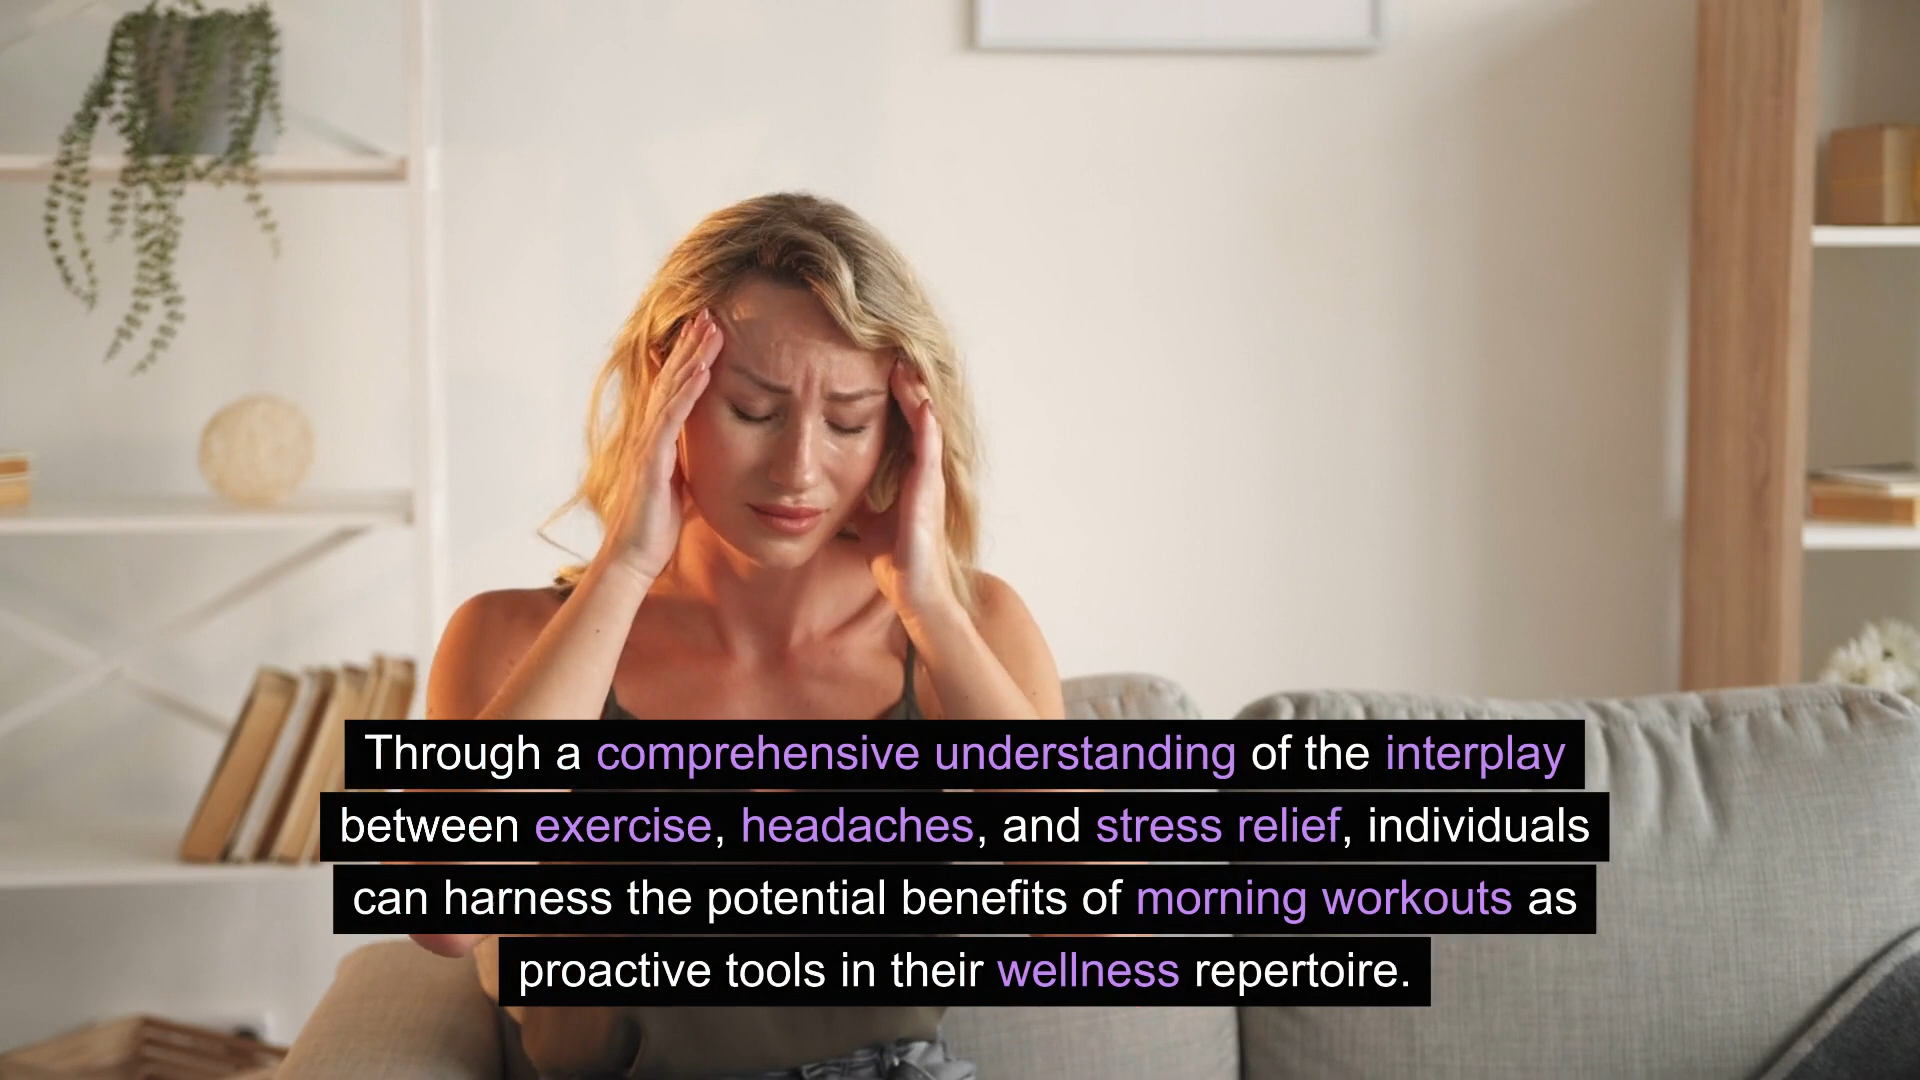 Through a comprehensive understanding of the interplay
between exercise, headaches, and stress relief, individuals
can harness the potential benefits of morning workouts as
proactive tools in their wellness repertoire.